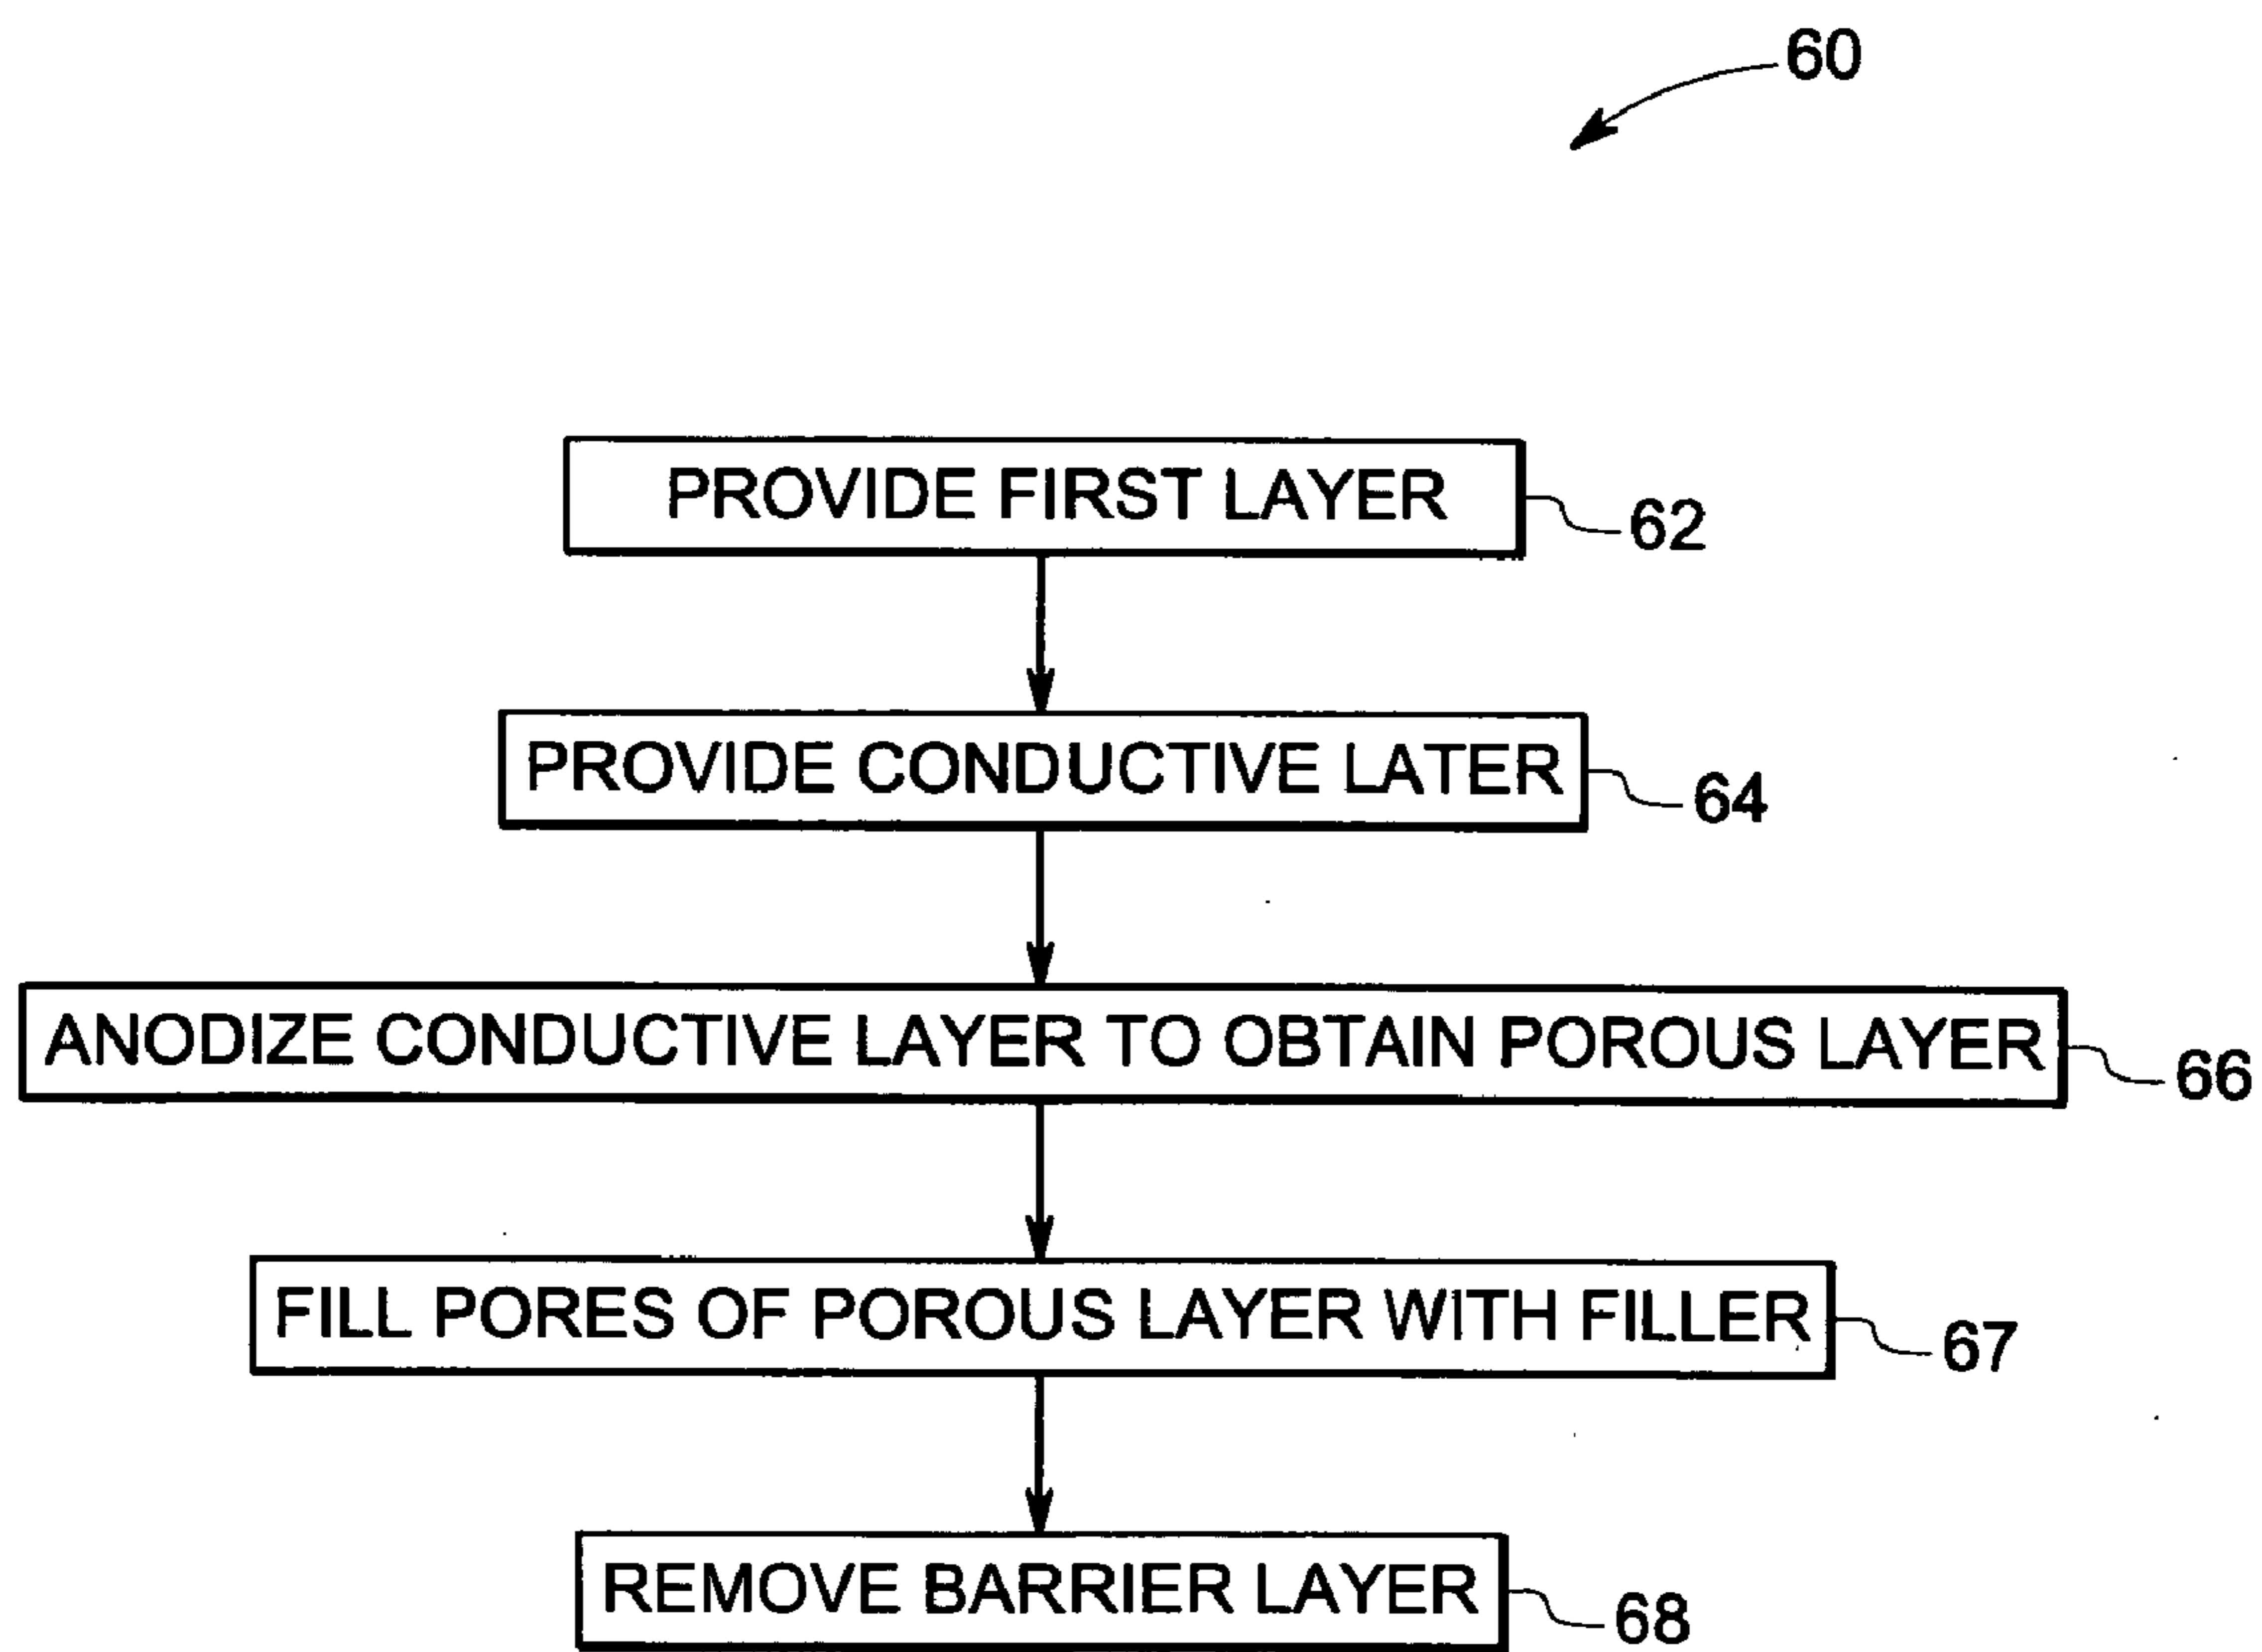 60
PROVIDE FIRST LAYER
62
PROVIDE CONDUCTIVE LATER
64
ANODIZE CONDUCTIVE LAYER TO OBTAIN POROUS LAYER
66
FILL PORES OF POROUS LAYER WITH FILLER
67
REMOVE BARRIER LAYER
68